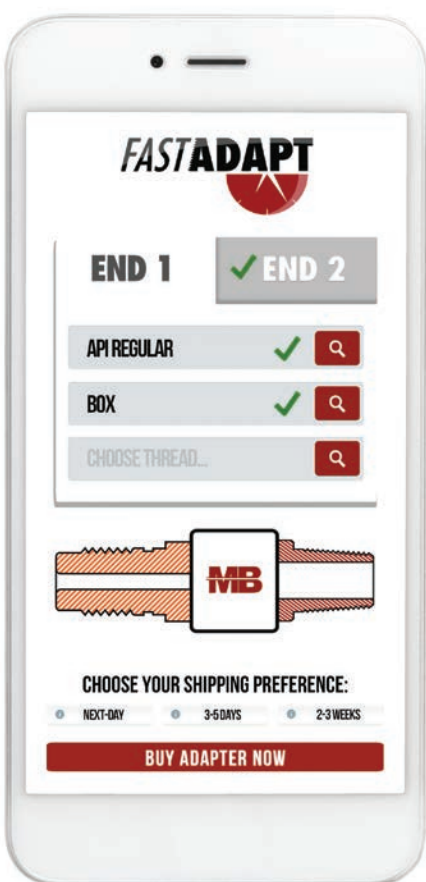 FASTADAPT
END 1
END 2
API REGULAR
BOX
CHOOSE THREAD...
MB
CHOOSE YOUR SHIPPING PREFERENCE:
NEXT-DAY 3-5 DAYS 2-3 WEEKS
BUY ADAPTER NOW